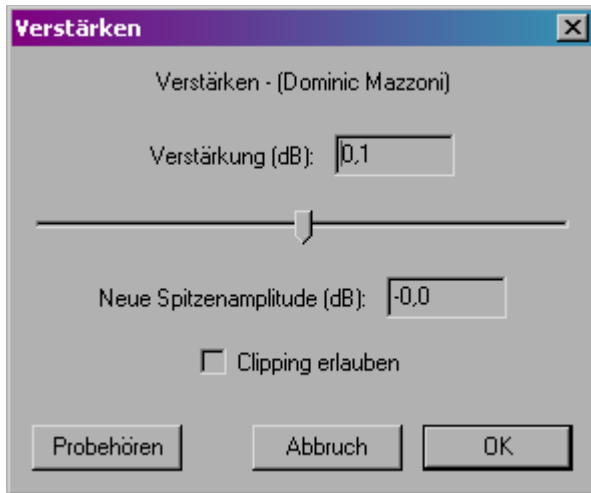 Verstärken
Verstärken - (Dominic Mazzoni)
Verstärkung (dB): 0,1
Neue Spitzenamplitude (dB): -0,0
Clipping erlauben
Probehören Abbruch OK